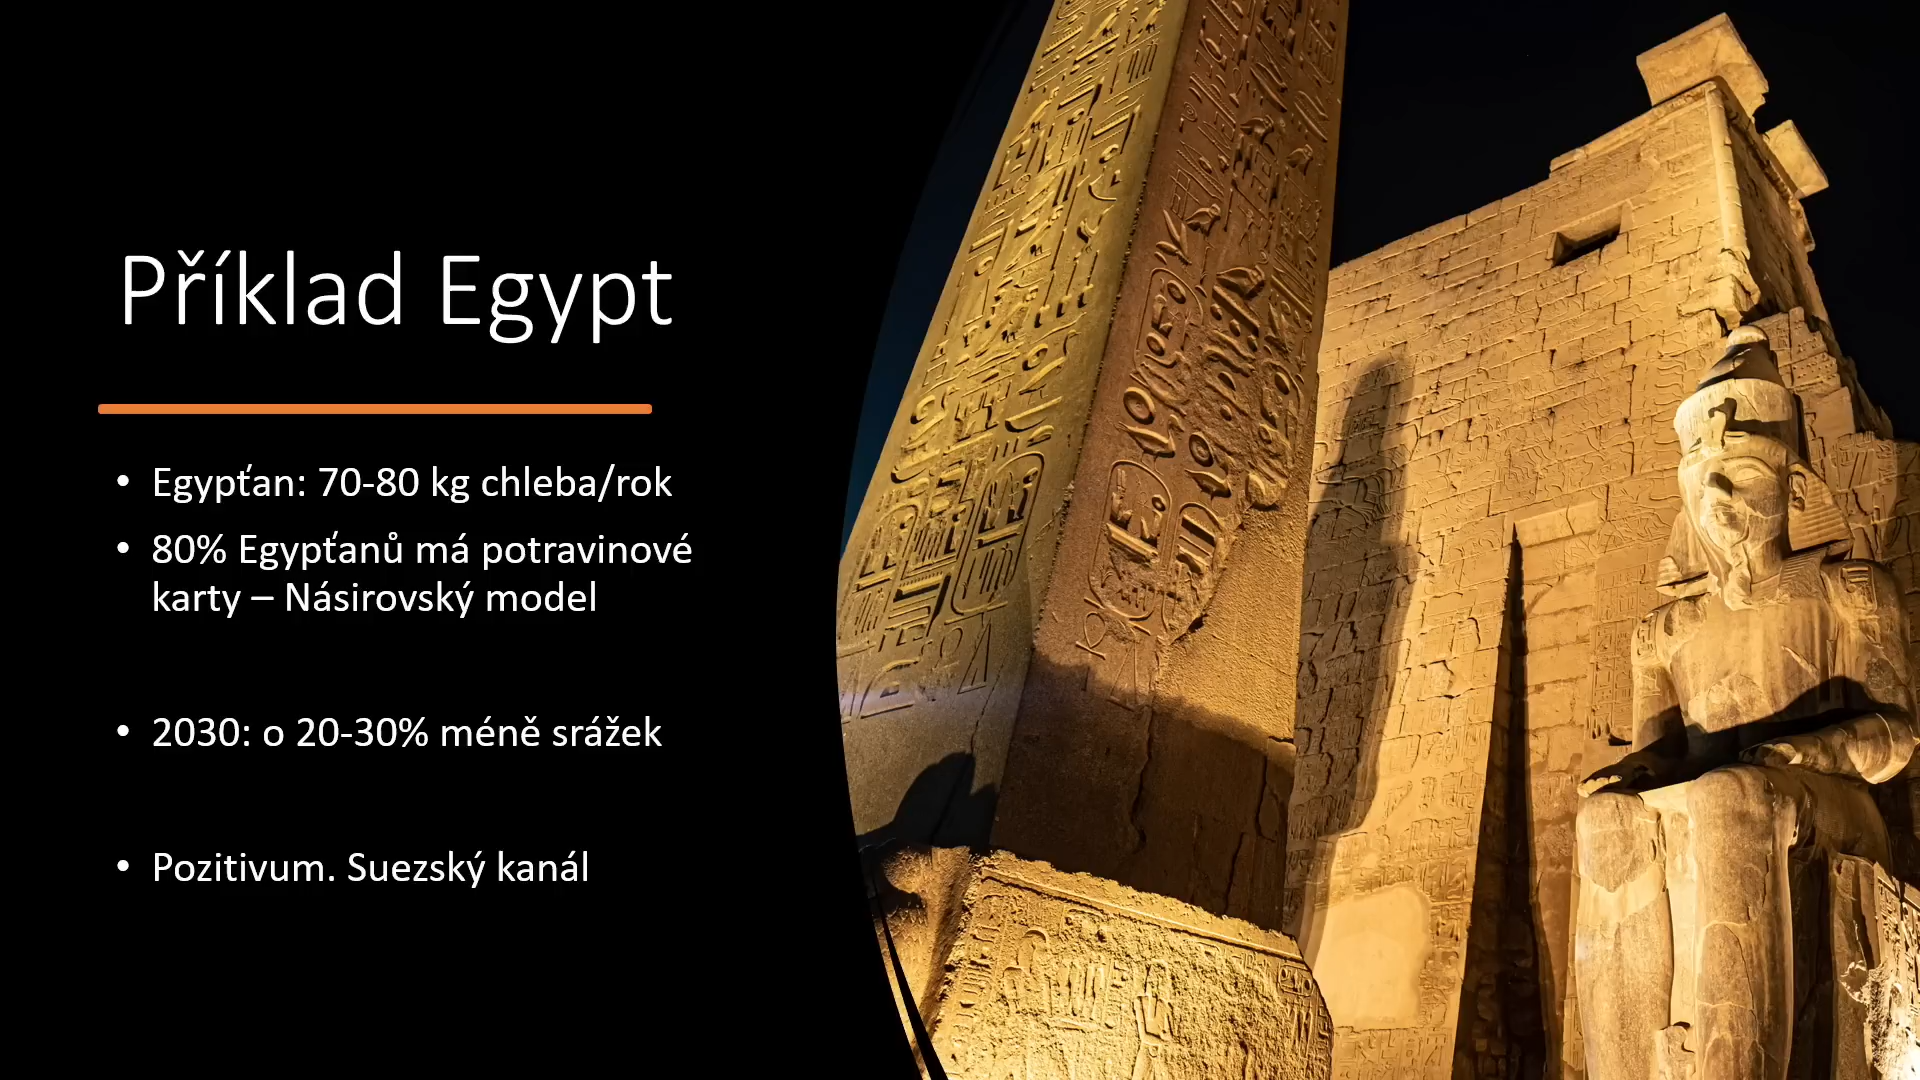 Příklad Egypt
• Egypťan: 70-80 kg chleba/rok
• 80% Egypťanů má potravinové
karty – Násirovský model
• 2030: o 20-30% méně srážek
• Pozitivum. Suezský kanál